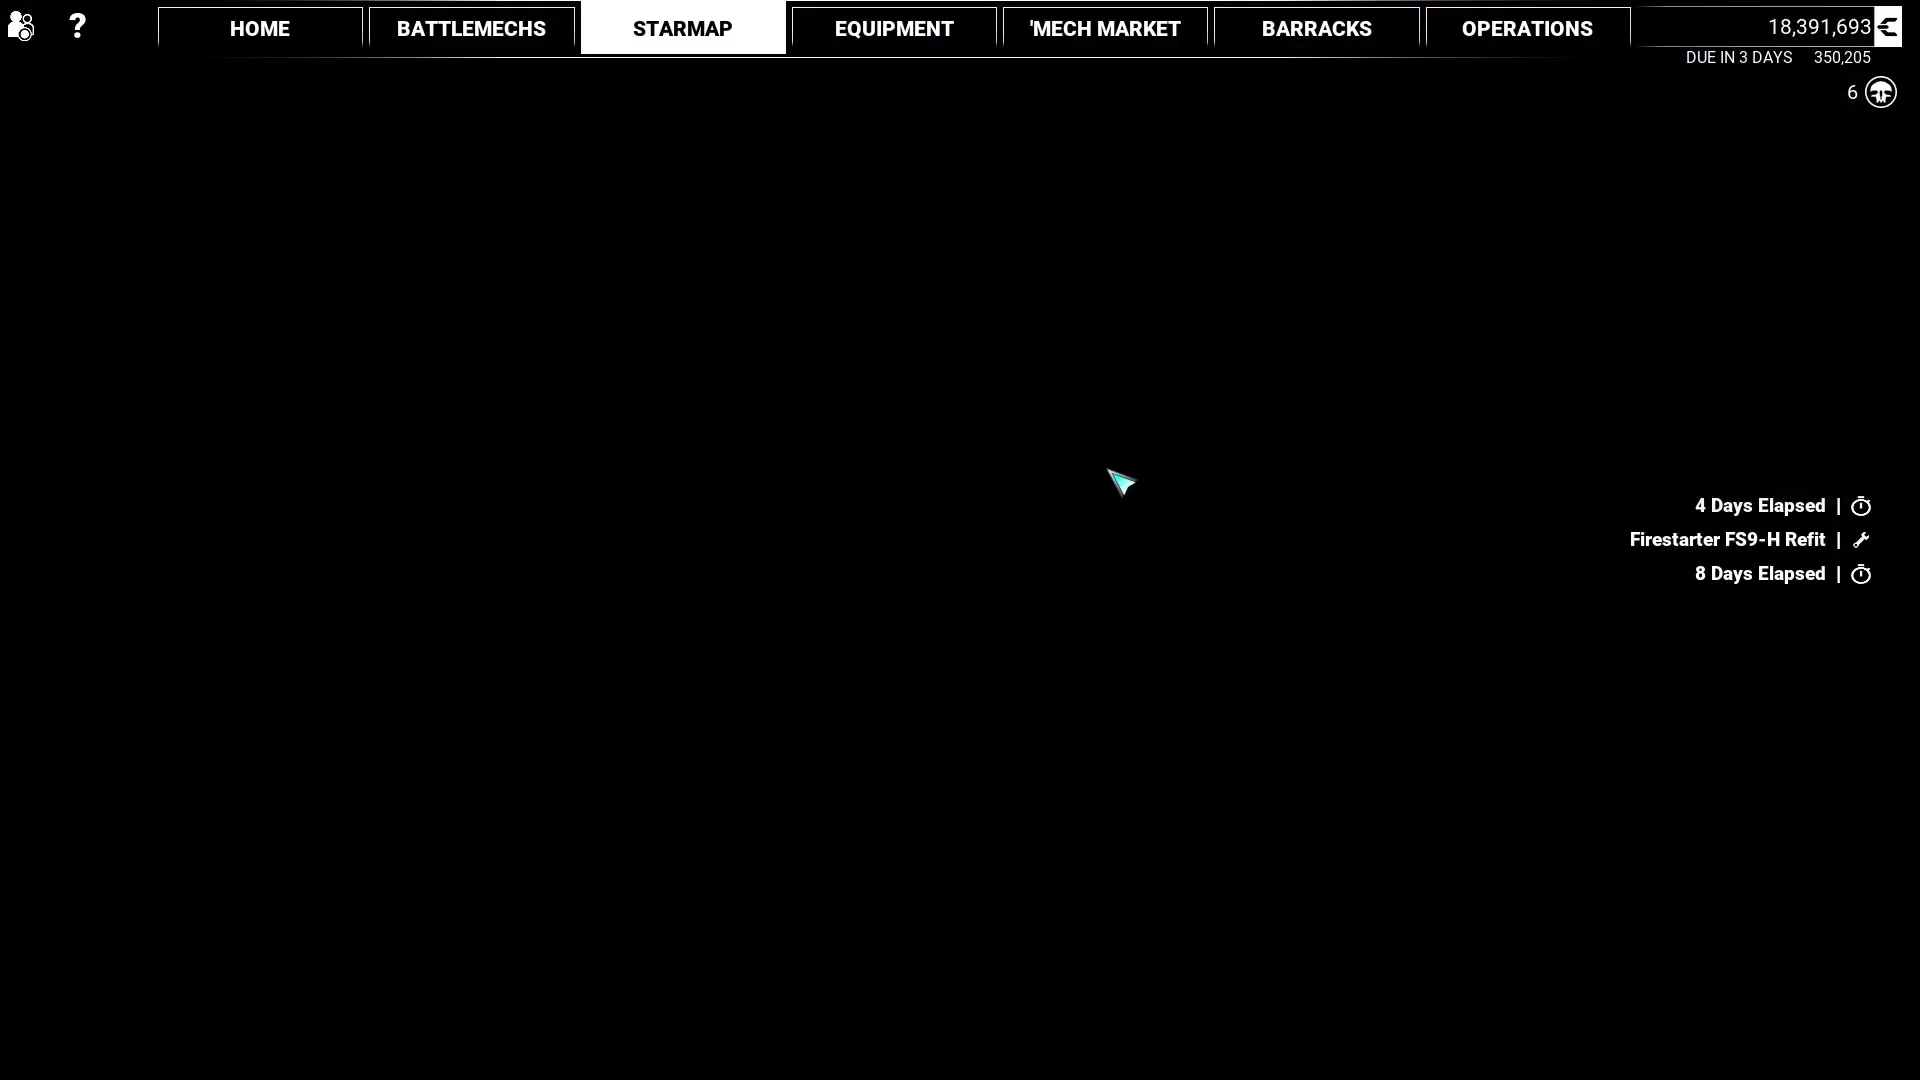 ?
HOME
BATTLEMECHS
STARMAP
EQUIPMENT
'MECH MARKET
BARRACKS
OPERATIONS
18,391,693
DUE IN 3 DAYS 350,205
6
4 Days Elapsed |
Firestarter FS9-H Refit |
8 Days Elapsed |